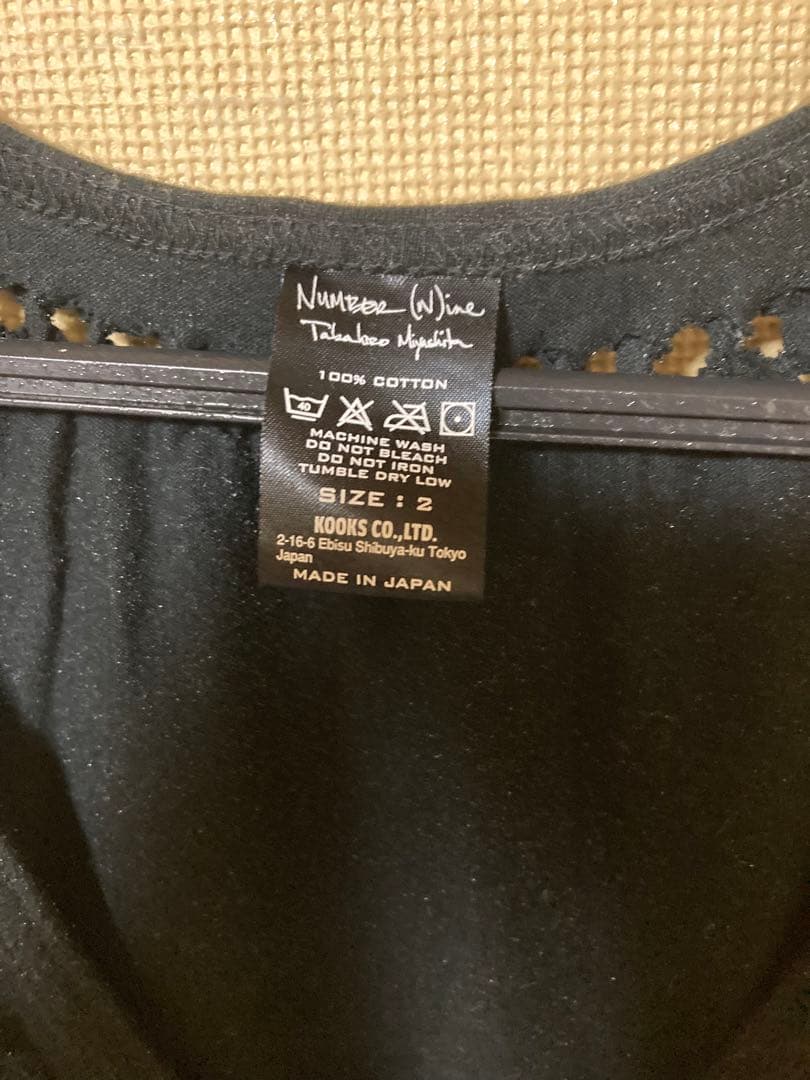 NUMBER (N)ine
Takahiro Miyashita
100% COTTON
40
MACHINE WASH
DO NOT BLEACH
DO NOT IRON
TUMBLE DRY LOW
SIZE : 2
KOOKS CO.,LTD.
2-16-6 Ebisu Shibuya-ku Tokyo
Japan
MADE IN JAPAN